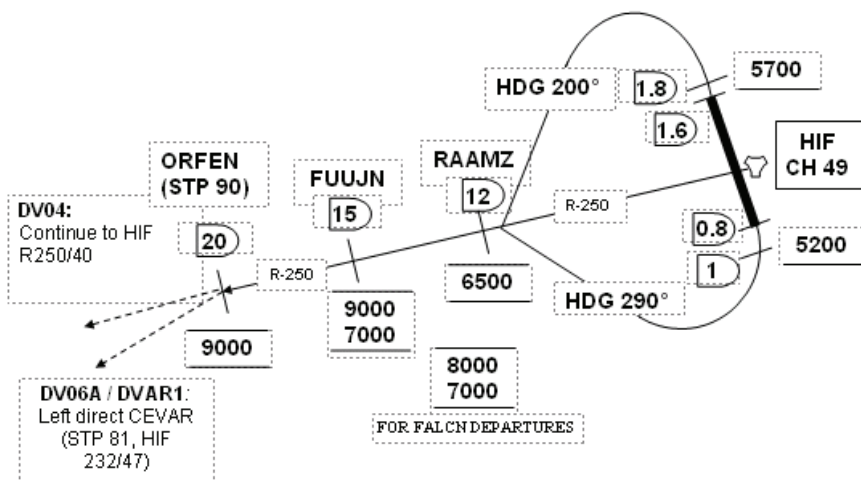 HDG 200°
1.8
5700
1.6
HIF
CH 49
ORFEN
(STP 90)
FUUJN
RAAMZ
DV04:
Continue to HIF
R250/40
20
15
12
R-250
0.8
5200
1
R-250
6500
HDG 290°
9000
7000
9000
8000
7000
FOR FALCN DEPARTURES
DV06A / DVAR1:
Left direct CEVAR
(STP 81, HIF
232/47)